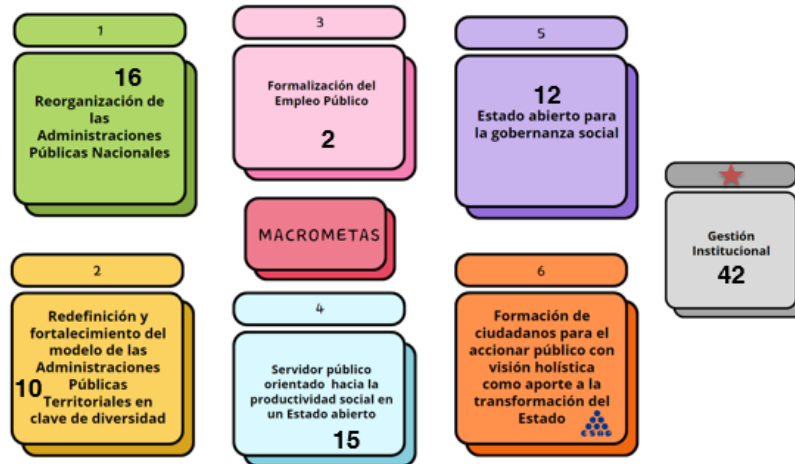 1
16
Reorganización de
las
Administraciones
Públicas Nacionales
2
Redefinición y
fortalecimiento del
modelo de las
Administraciones
10 Públicas
Territoriales en
clave de diversidad
3
Formalización del
Empleo Público
2
MACROMETAS
4
Servidor público
orientado hacia la
productividad social en
un Estado abierto
15
5
12
Estado abierto para
la gobernanza social
6
Formación de
ciudadanos para el
accionar público con
visión holística
como aporte a la
transformación del
Estado
ESAP
Gestión
Institucional
42